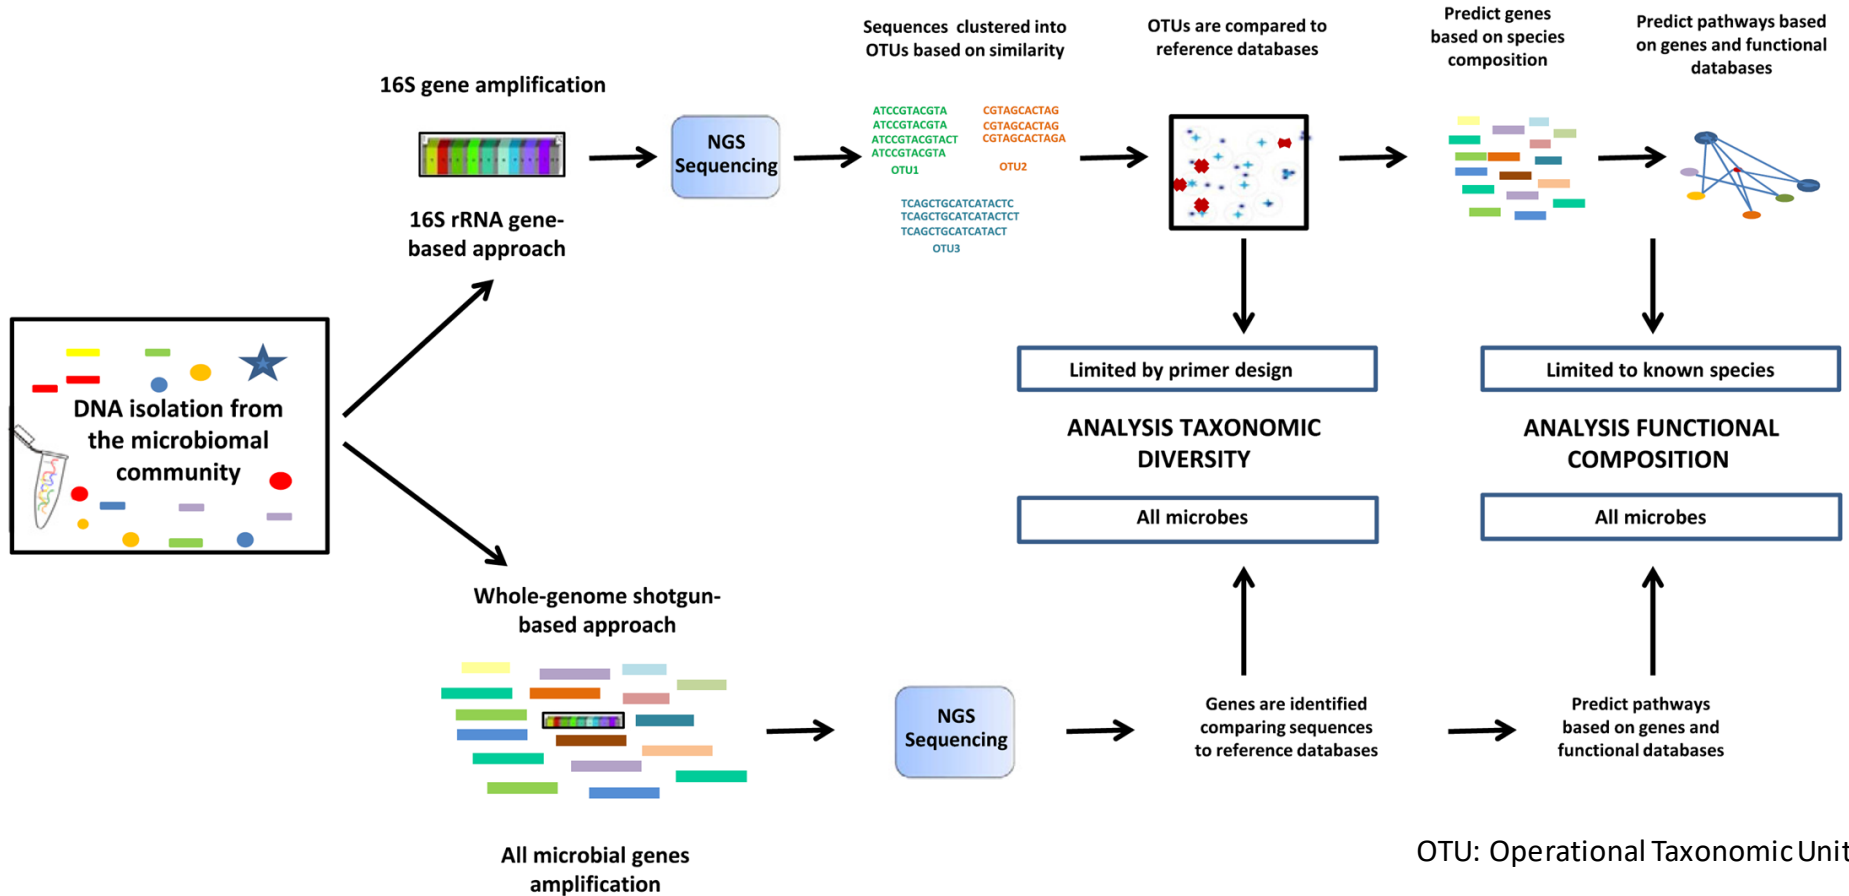 16S gene amplification
16S rRNA gene-
based approach
NGS
Sequencing
Sequences clustered into
OTUs based on similarity
ATCCGTACGTA
ATCCGTACGTA
ATCCGTACGTACT
ATCCGTACGTA
OTU1
CGTAGCACTAG
CGTAGCACTAG
CGTAGCACTAGA
OTU2
TCAGCTGCATCATACTC
TCAGCTGCATCATACTCT
TCAGCTGCATCATACT
OTU3
OTUs are compared to
reference databases
Predict genes
based on species
composition
Predict pathways based
on genes and functional
databases
DNA isolation from
the microbiomal
community
Limited by primer design
ANALYSIS TAXONOMIC
DIVERSITY
All microbes
Limited to known species
ANALYSIS FUNCTIONAL
COMPOSITION
All microbes
Whole-genome shotgun-
based approach
All microbial genes
amplification
NGS
Sequencing
Genes are identified
comparing sequences
to reference databases
Predict pathways
based on genes and
functional databases
OTU: Operational Taxonomic Unit